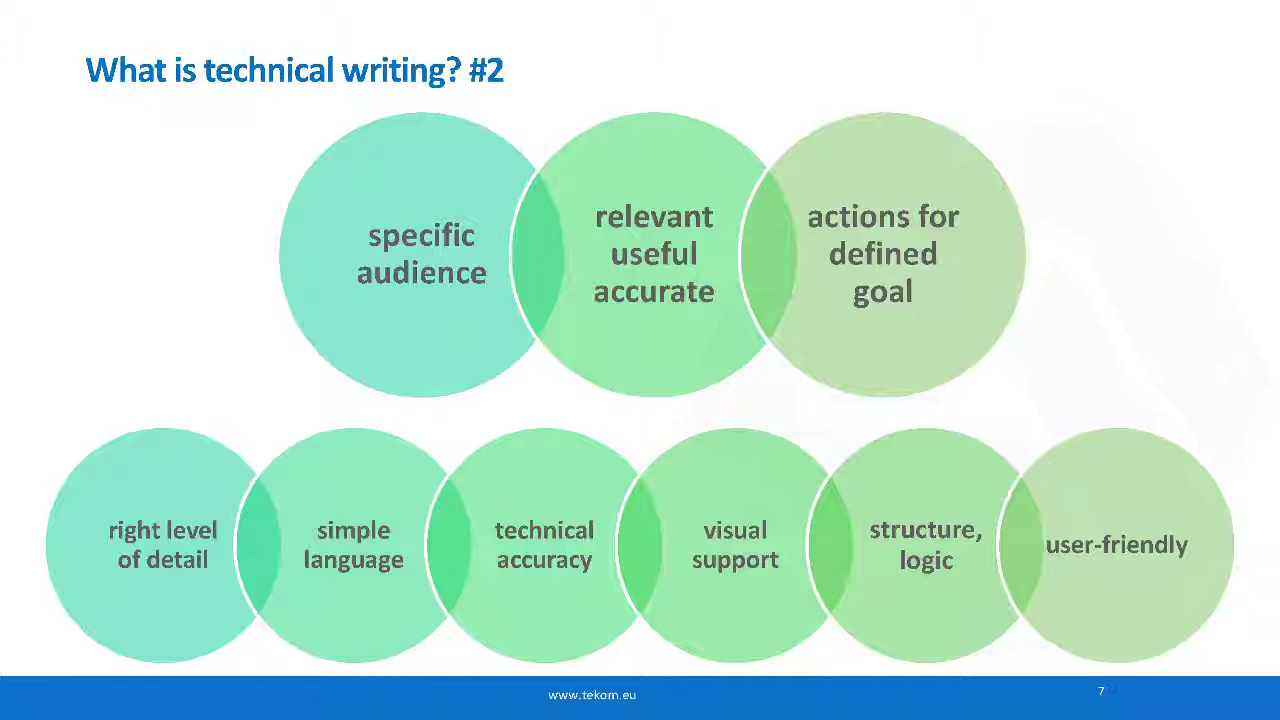 What is technical writing? #2
specific
audience
relevant
useful
accurate
actions for
defined
goal
right level
of detail
simple
language
technical
accuracy
visual
support
structure,
logic
user-friendly
www.tekom.eu
7